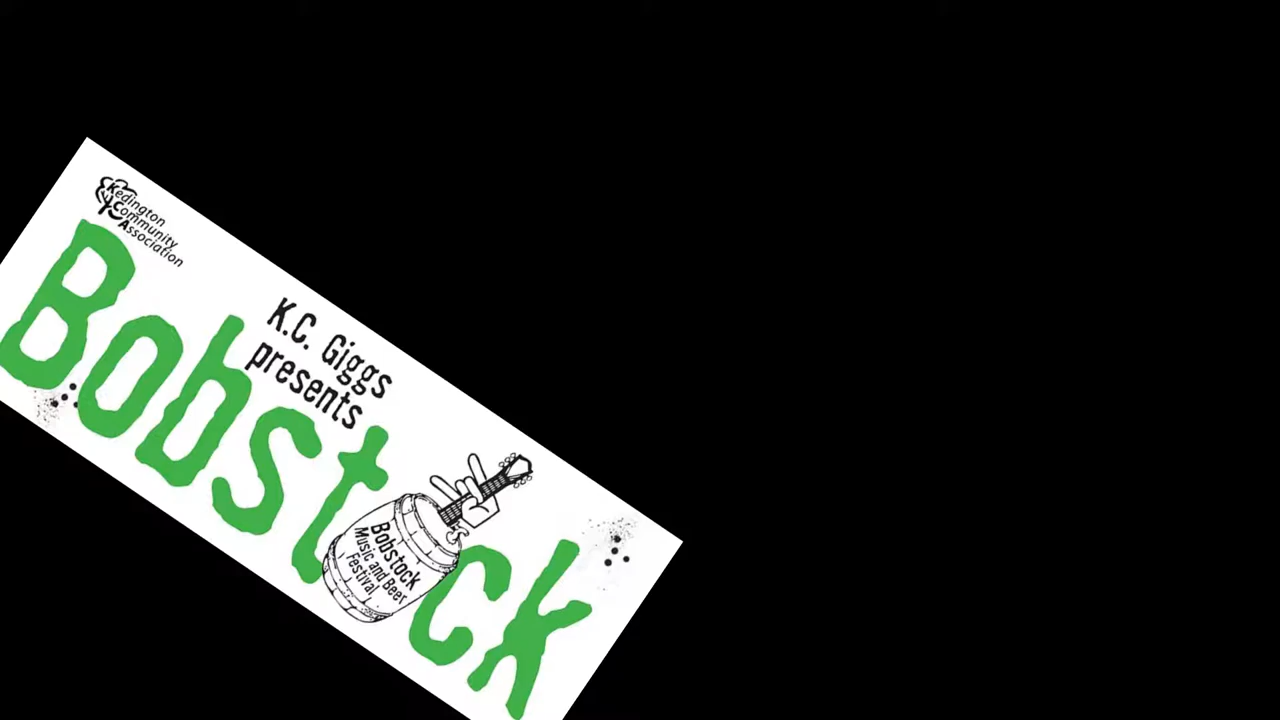 Kedington
Community
Association
K.C. Giggs
presents
Bobstock
Bobstock
Music and Beer
Festival